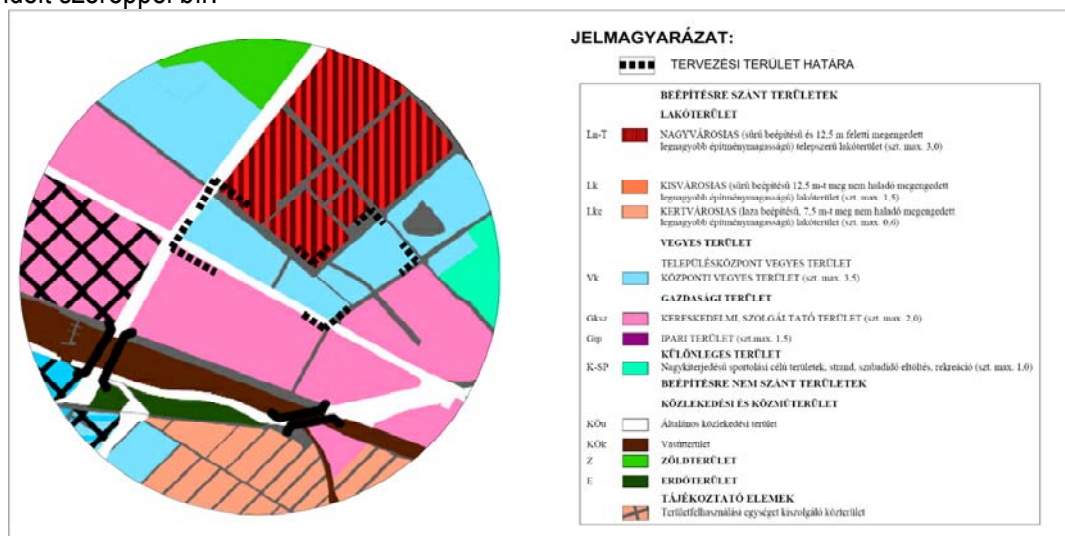 JELMAGYARÁZAT:
TERVEZÉSI TERÜLET HATÁRA
BEÉPÍTÉSRE SZÁNT TERÜLETEK
LAKÓTERÜLET
Ln-T NAGYVÁROSIAS (sűrű beépítésű és 12,5 m feletti megengedett
legnagyobb építménymagasságú) telepszerű lakóterület (szt. max. 3,0)
Lk KISVÁROSIAS (sűrű beépítésű 12,5 m-t meg nem haladó megengedett
legnagyobb építménymagasságú) lakóterület (szt. max. 1,5)
Lke KERTVÁROSIAS (laza beépítésű, 7,5 m-t meg nem haladó megengedett
legnagyobb építménymagasságú) lakóterület (szt. max. 0,6)
VEGYES TERÜLET
TELEPÜLÉSKÖZPONT VEGYES TERÜLET
Vk KÖZPONTI VEGYES TERÜLET (szt. max. 3,5)
GAZDASÁGI TERÜLET
Gksz KERESKEDELMI, SZOLGÁLTATÓ TERÜLET (szt. max. 2,0)
Gip IPARI TERÜLET (szt.max. 1,5)
KÜLÖNLEGES TERÜLET
K-SP Nagykiterjedésű sportolási célú területek, strand, szabadidő eltöltés, rekreáció (szt. max. 1,0)
BEÉPÍTÉSRE NEM SZÁNT TERÜLETEK
KÖZLEKEDÉSI ÉS KÖZMŰTERÜLET
KÖu Általános közlekedési terület
KÖk Vasútterület
Z ZÖLDTERÜLET
E ERDŐTERÜLET
TÁJÉKOZTATÓ ELEMEK
Területfelhasználási egységet kiszolgáló közterület